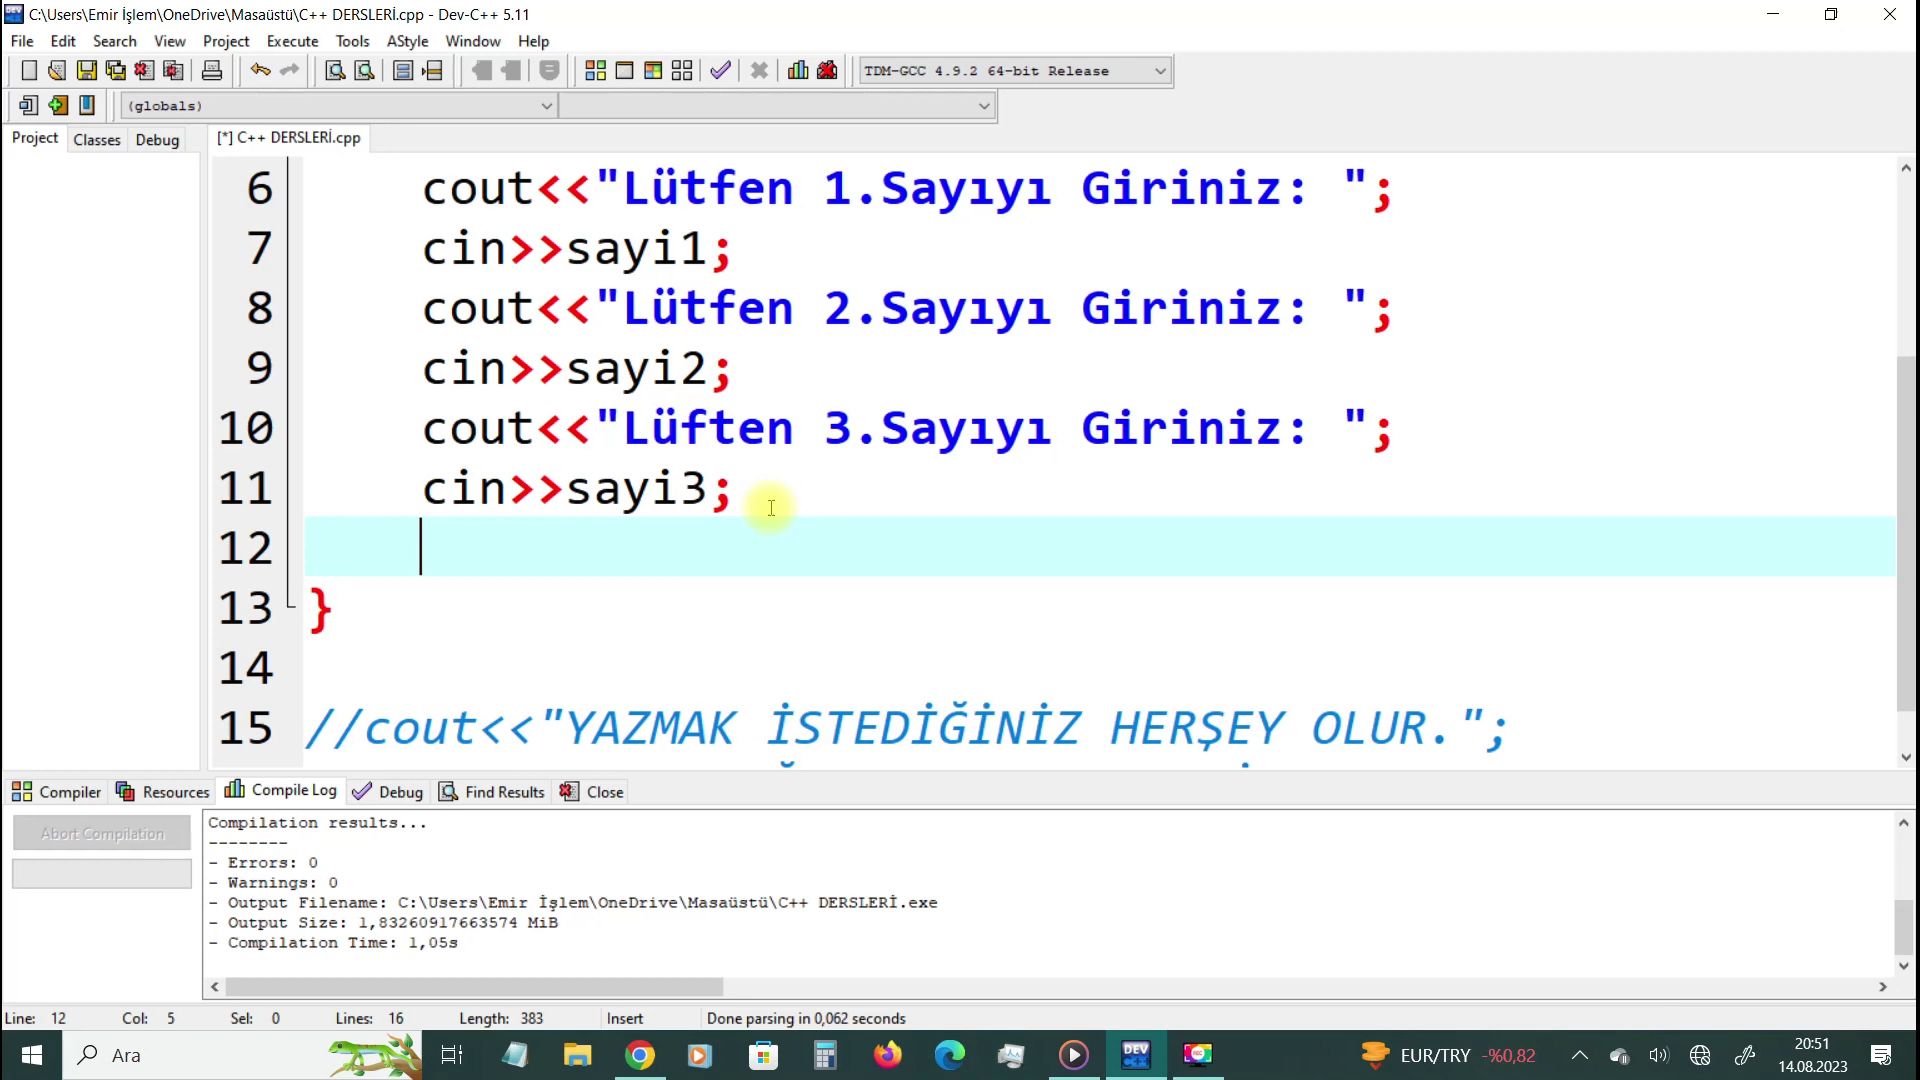 C:\Users\Emir İşlem\OneDrive\Masaüstü\C++ DERSLERİ.cpp - Dev-C++ 5.11
File Edit Search View Project Execute Tools AStyle Window Help
TDM-GCC 4.9.2 64-bit Release
(globals)
Project Classes Debug [*] C++ DERSLERİ.cpp
6 cout<<"Lütfen 1.Sayıyı Giriniz: ";
7 cin>>sayi1;
8 cout<<"Lütfen 2.Sayıyı Giriniz: ";
9 cin>>sayi2;
10 cout<<"Lüften 3.Sayıyı Giriniz: ";
11 cin>>sayi3;
12
13 }
14
15 //cout<<"YAZMAK İSTEDİĞİNİZ HERŞEY OLUR.";
Compiler Resources Compile Log Debug Find Results Close
Abort Compilation
Compilation results...
--------
- Errors: 0
- Warnings: 0
- Output Filename: C:\Users\Emir İşlem\OneDrive\Masaüstü\C++ DERSLERİ.exe
- Output Size: 1,83260917663574 MiB
- Compilation Time: 1,05s
Line: 12 Col: 5 Sel: 0 Lines: 16 Length: 383 Insert Done parsing in 0,062 seconds
Ara
DEV C++
REC
EUR/TRY -%0,82
20:51
14.08.2023